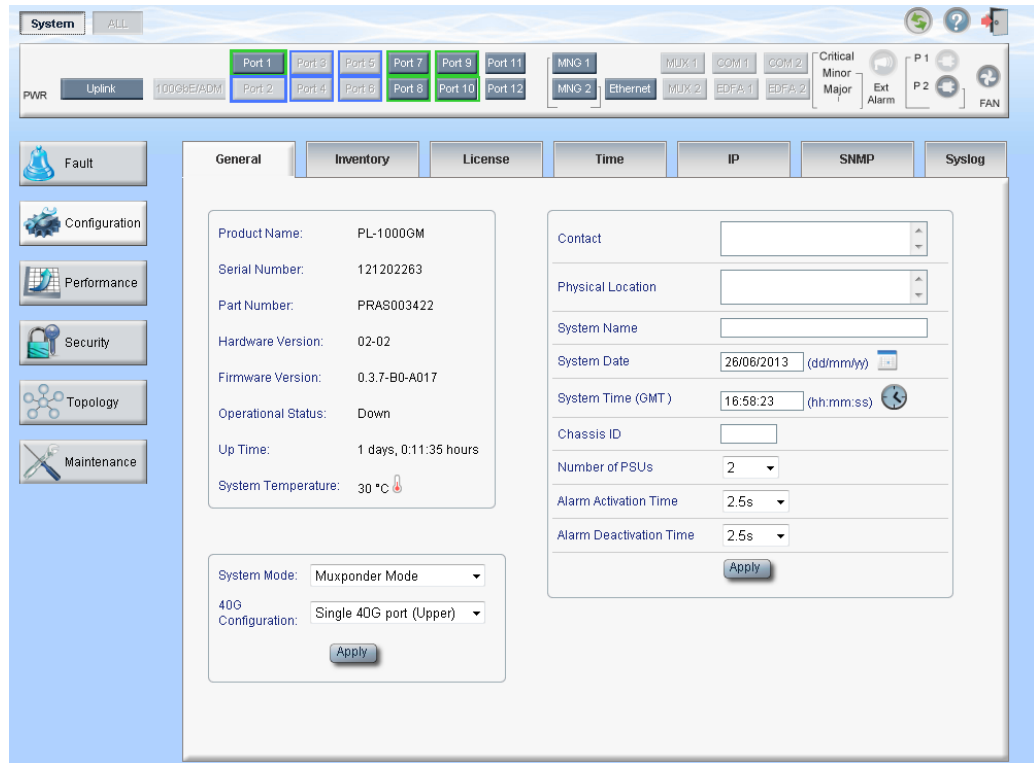 System ALL
Port 1 Port 3 Port 5 Port 7 Port 9 Port 11 MNG 1 MUX 1 COM 1 COM 2 Critical P 1
Minor
PWR Uplink 100GbE/ADM Port 2 Port 4 Port 6 Port 8 Port 10 Port 12 MNG 2 Ethernet MUX 2 EDFA 1 EDFA 2 Major Ext Alarm P 2 FAN
General Inventory License Time IP SNMP Syslog
Fault
Configuration
Performance
Security
Topology
Maintenance
Product Name: PL-1000GM
Serial Number: 121202263
Part Number: PRAS003422
Hardware Version: 02-02
Firmware Version: 0.3.7-B0-A017
Operational Status: Down
Up Time: 1 days, 0:11:35 hours
System Temperature: 30 °C
System Mode: Muxponder Mode
40G
Configuration: Single 40G port (Upper)
Apply
Contact
Physical Location
System Name
System Date 26/06/2013 (dd/mm/yy)
System Time (GMT) 16:58:23 (hh:mm:ss)
Chassis ID
Number of PSUs 2
Alarm Activation Time 2.5s
Alarm Deactivation Time 2.5s
Apply